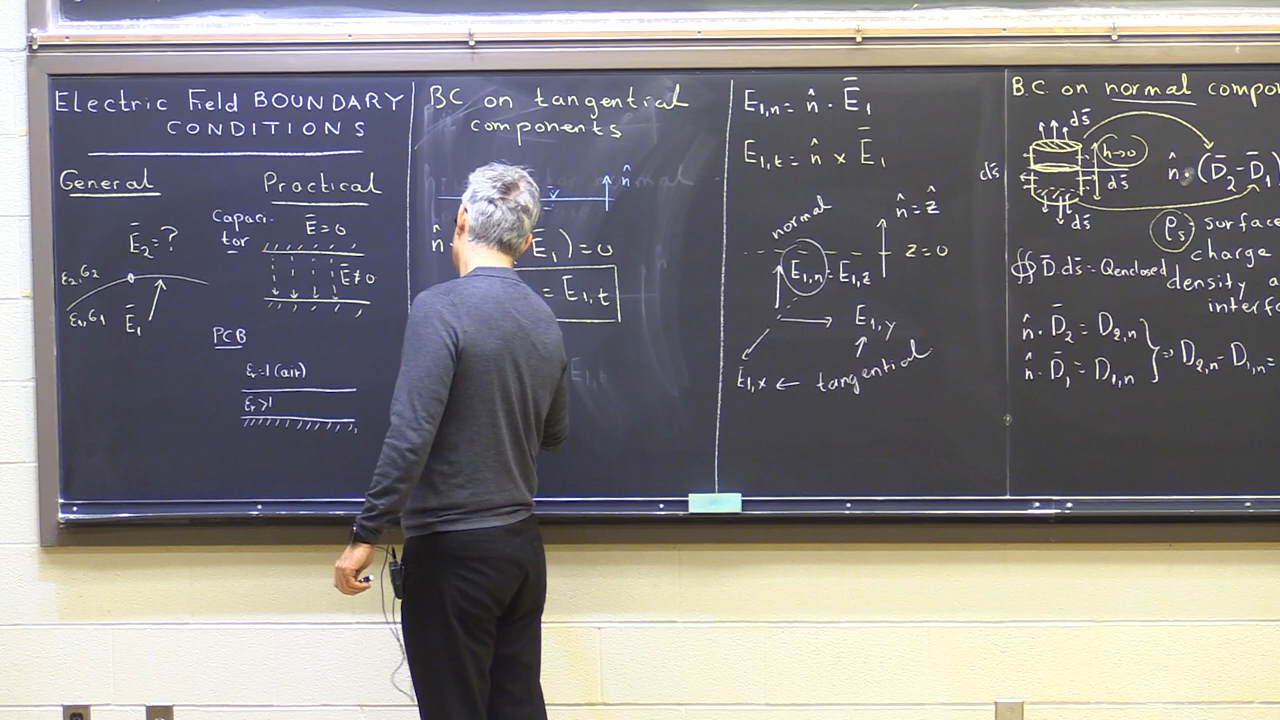 Electric Field BOUNDARY
CONDITIONS
General
Practical
Capaci-
tor
Ē=0
Ē₂=?
Ē≠0
ε₂,σ₂
ε₁,σ₁
Ē₁
PCB
εᵣ=1 (air)
εᵣ>1
BC on tangential
components
n̂
n̂
Ē₁)=0
= E₁,t
E₁,n = n̂ · Ē₁
E₁,t = n̂ × Ē₁
normal
n̂ = ẑ
z=0
E₁,n = E₁,z
E₁,y
E₁,x ← tangential
B.C. on normal compo
ds̄
h→0
ds̄
ds̄
ds̄
n̂ · (D̄₂-D̄₁)
ρs: surface
charge
∯ D̄.ds̄ = Qenclosed
density a
interf
n̂ · D̄₂ = D₂,n
n̂ · D̄₁ = D₁,n
⇒ D₂,n - D₁,n =